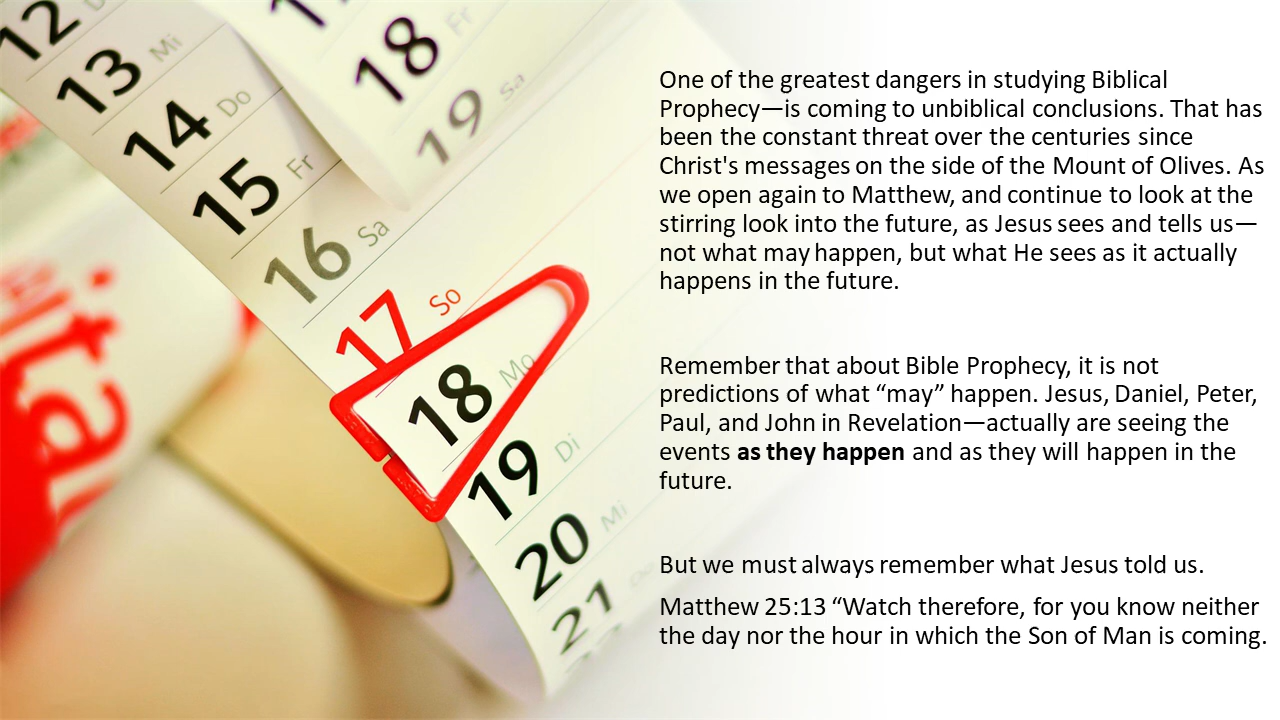 12 D
13 Mi
14 Do
15 Fr
16 Sa
17 So
18 Mo
19 Di
20 Mi
21
18 Fr
19 Sa
ita
One of the greatest dangers in studying Biblical
Prophecy—is coming to unbiblical conclusions. That has
been the constant threat over the centuries since
Christ's messages on the side of the Mount of Olives. As
we open again to Matthew, and continue to look at the
stirring look into the future, as Jesus sees and tells us—
not what may happen, but what He sees as it actually
happens in the future.
Remember that about Bible Prophecy, it is not
predictions of what “may” happen. Jesus, Daniel, Peter,
Paul, and John in Revelation—actually are seeing the
events as they happen and as they will happen in the
future.
But we must always remember what Jesus told us.
Matthew 25:13 “Watch therefore, for you know neither
the day nor the hour in which the Son of Man is coming.